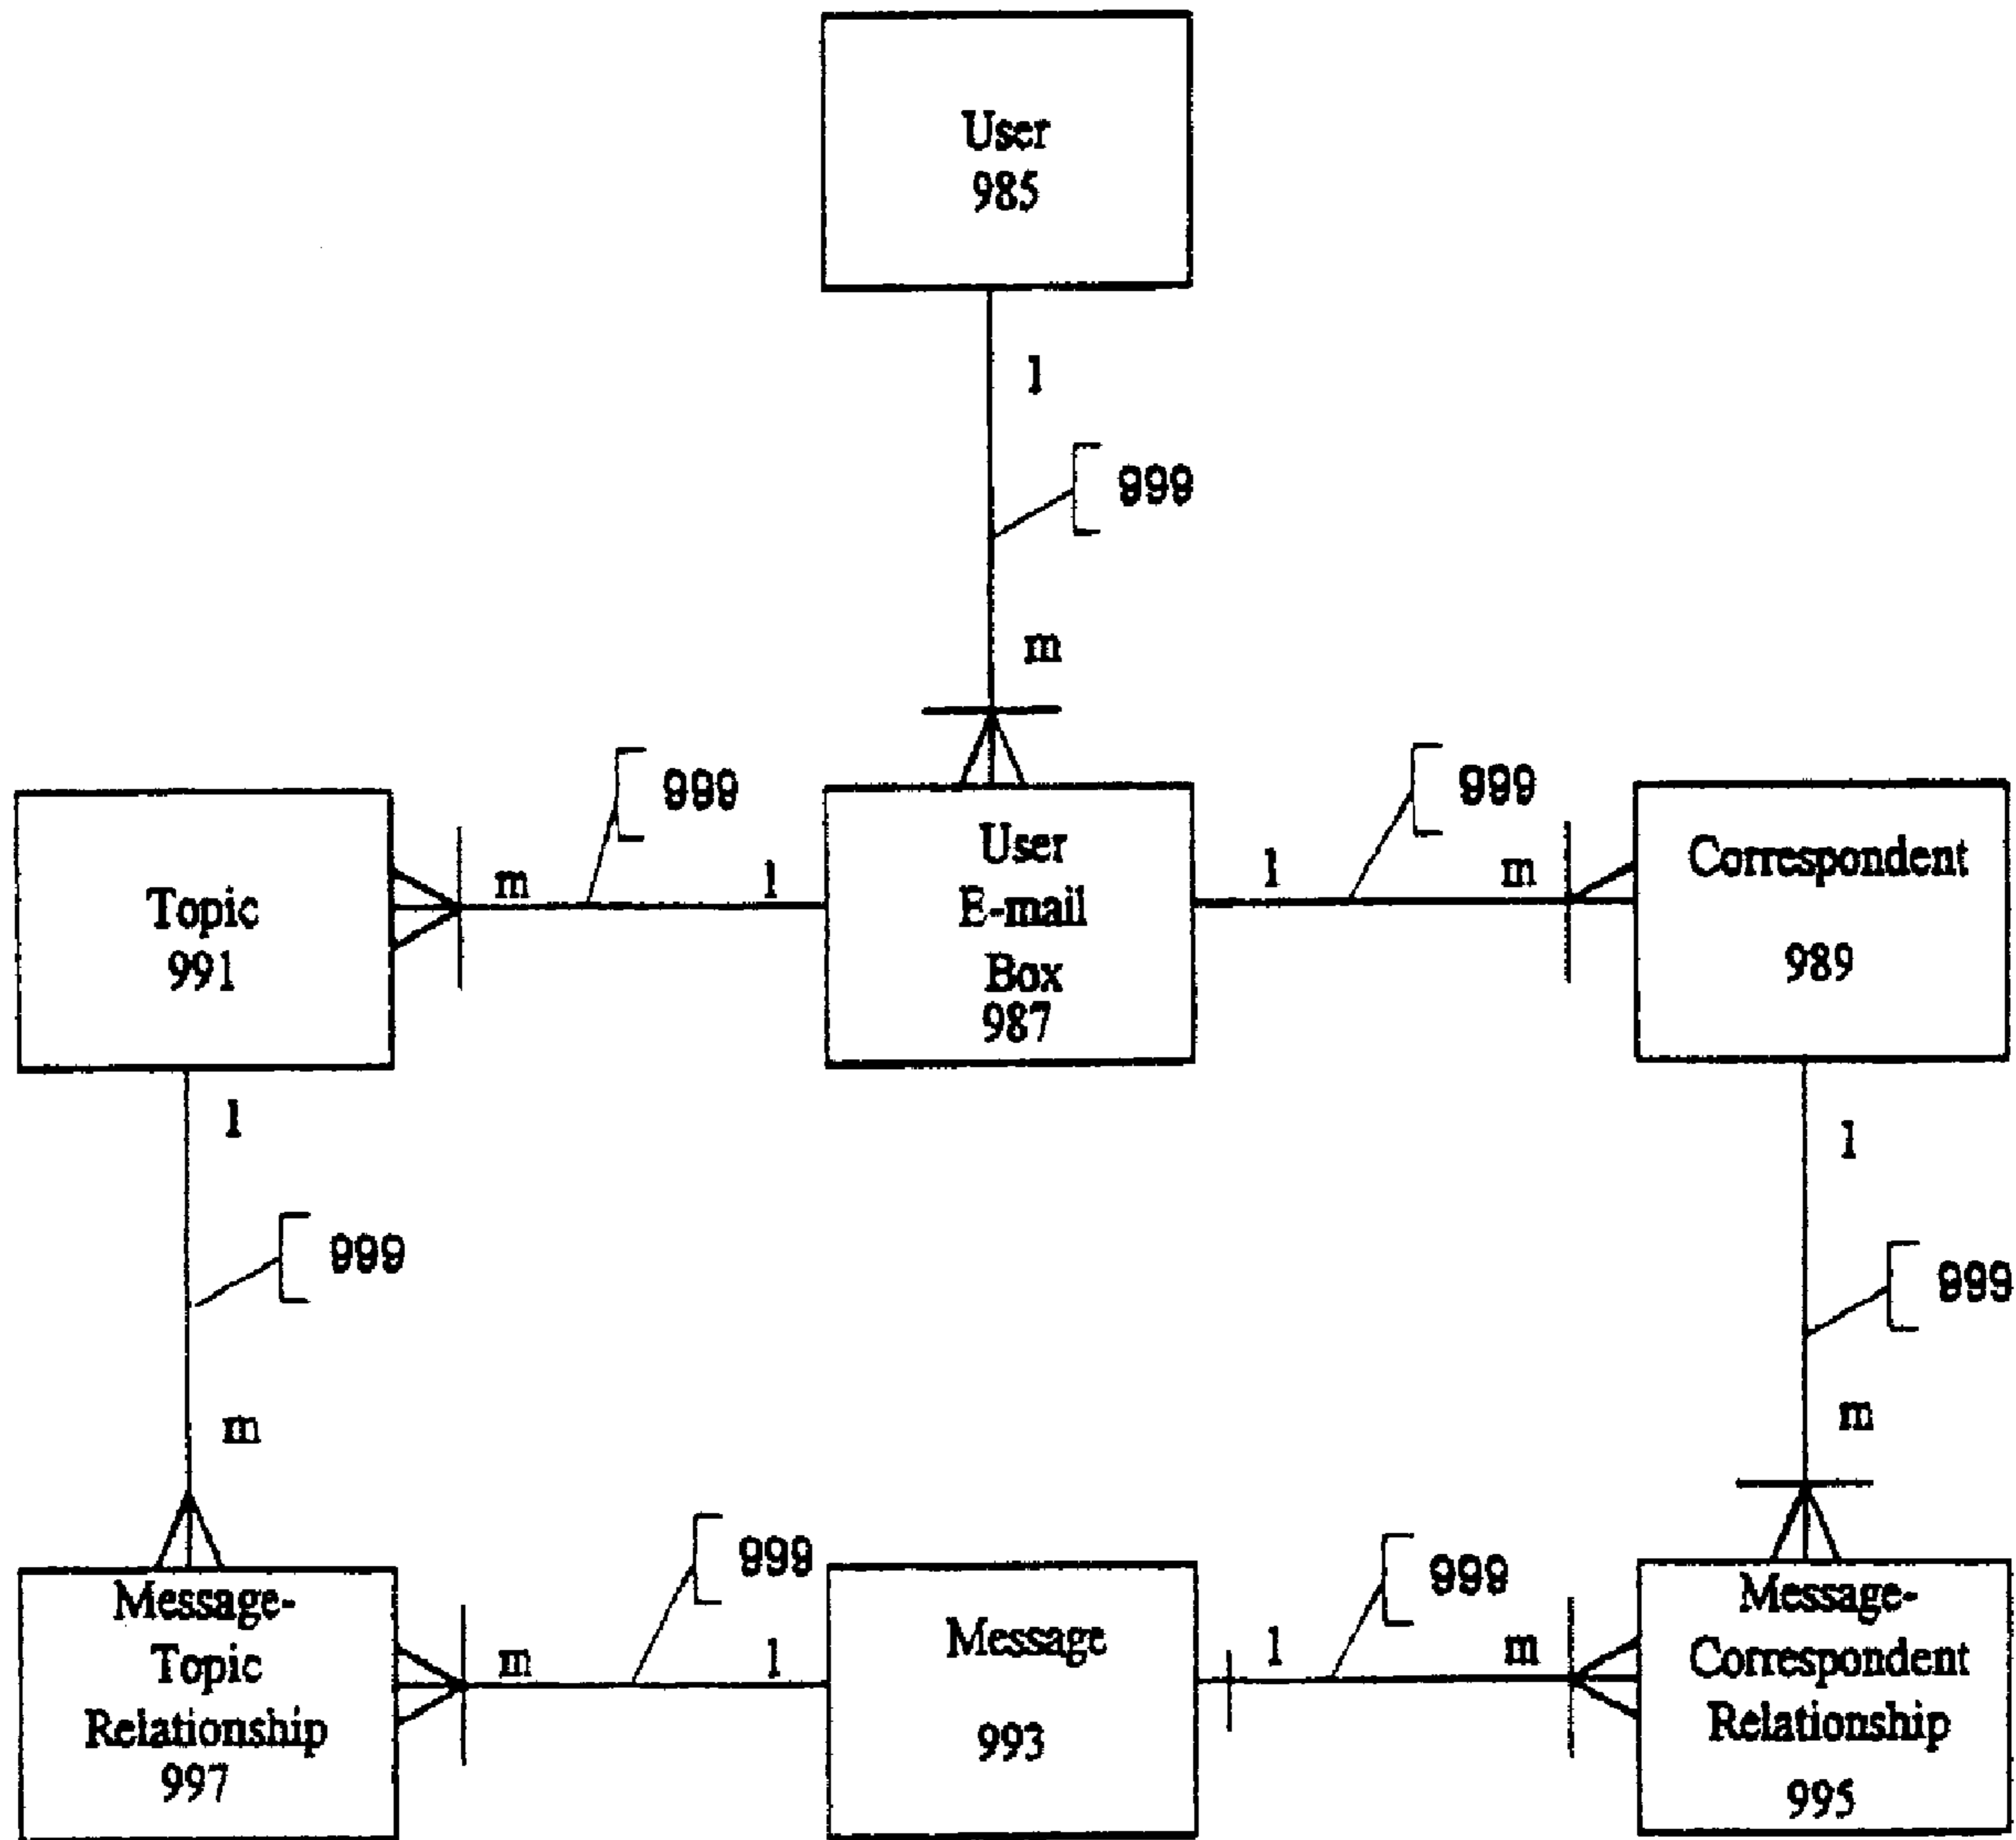 User
985
1
999
m
999
999
Topic
991
m
1
User
E-mail
Box
987
1
m
Correspondent
989
1
1
999
999
m
m
Message-
Topic
Relationship
997
m
999
1
Message
993
1
999
m
Message-
Correspondent
Relationship
995